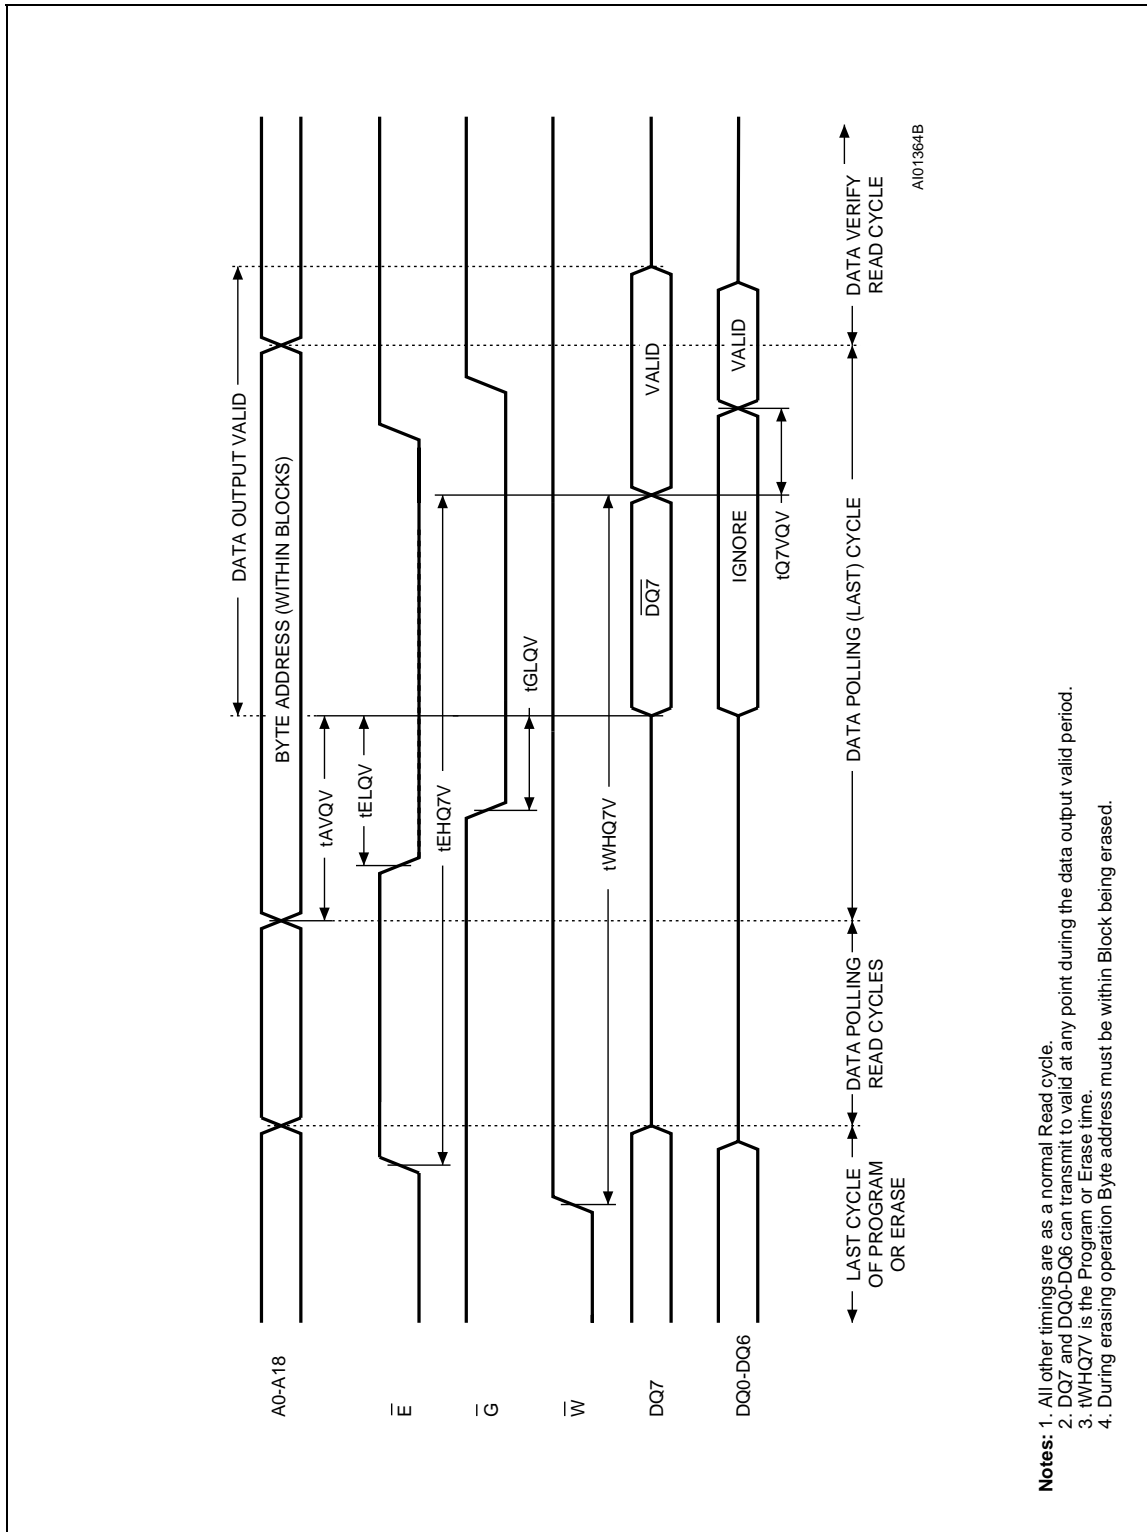 A0-A18
BYTE ADDRESS (WITHIN BLOCKS)
DATA OUTPUT VALID
tAVQV
tELQV
E
tEHQ7V
G
tGLQV
W
tWHQ7V
DQ7
DQ7
VALID
DQ0-DQ6
IGNORE
VALID
tQ7VQV
LAST CYCLE
OF PROGRAM
OR ERASE
DATA POLLING
READ CYCLES
DATA POLLING (LAST) CYCLE
DATA VERIFY
READ CYCLE
AI01364B
Notes: 1. All other timings are as a normal Read cycle.
2. DQ7 and DQ0-DQ6 can transmit to valid at any point during the data output valid period.
3. tWHQ7V is the Program or Erase time.
4. During erasing operation Byte address must be within Block being erased.